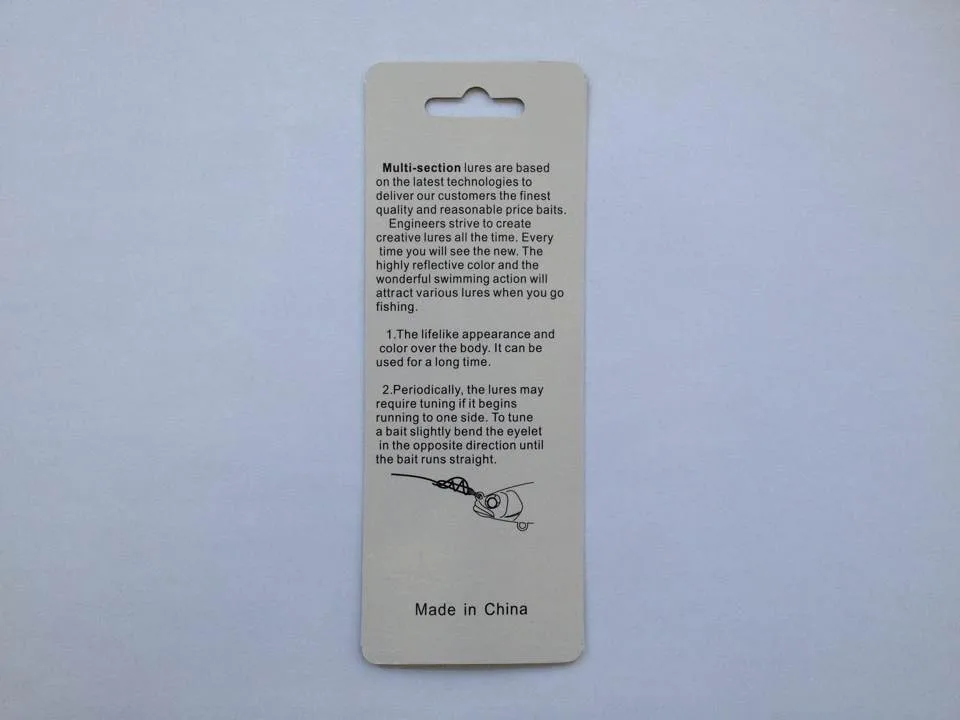 Multi-section lures are based
on the latest technologies to
deliver our customers the finest
quality and reasonable price baits.
Engineers strive to create
creative lures all the time. Every
time you will see the new. The
highly reflective color and the
wonderful swimming action will
attract various lures when you go
fishing.
1.The lifelike appearance and
color over the body. It can be
used for a long time.
2.Periodically, the lures may
require tuning if it begins
running to one side. To tune
a bait slightly bend the eyelet
in the opposite direction until
the bait runs straight.
Made in China